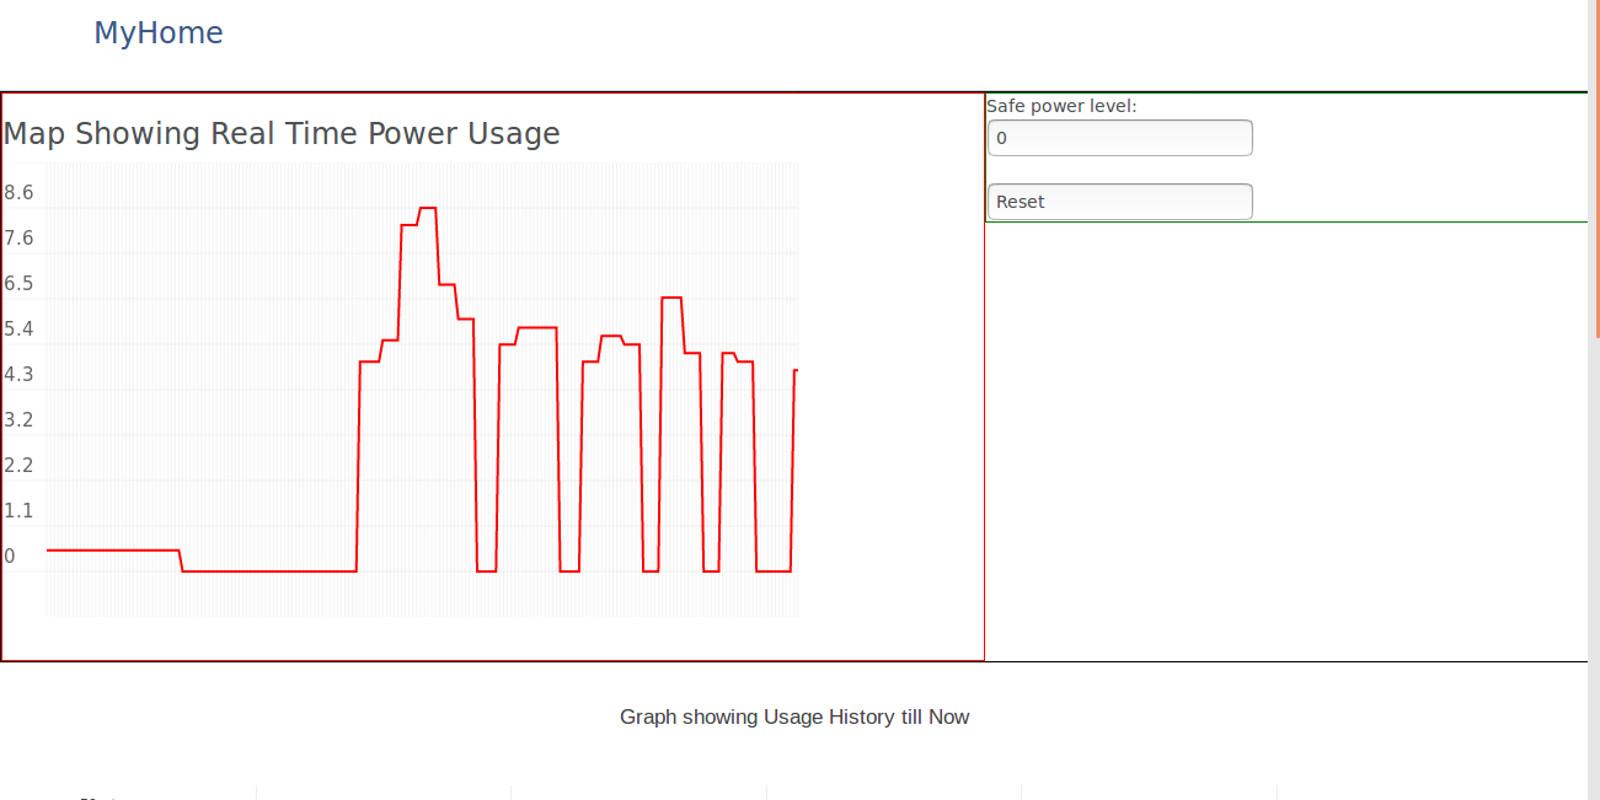 MyHome
Map Showing Real Time Power Usage
Safe power level:
0
Reset
8.6
7.6
6.5
5.4
4.3
3.2
2.2
1.1
0
Graph showing Usage History till Now